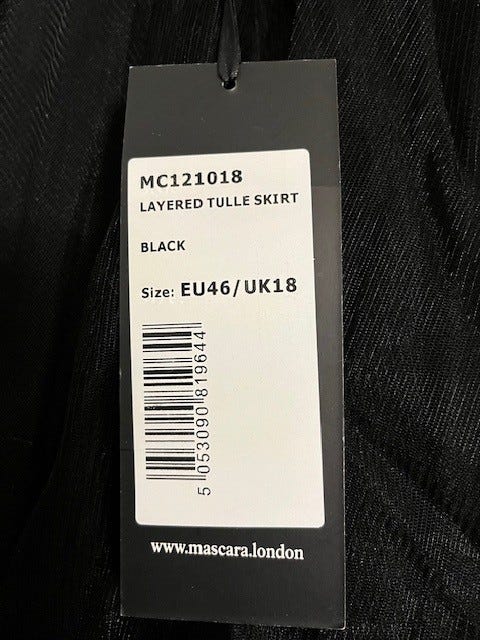 MC121018
LAYERED TULLE SKIRT
BLACK
Size: EU46/UK18
5 053090 819644
www.mascara.london